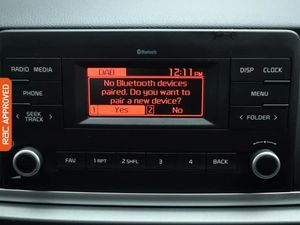 Bluetooth
RADIO MEDIA
DAB 12:11 PM
DISP CLOCK
No Bluetooth devices
paired. Do you want to
pair a new device?
1 Yes 2 No
PHONE
MENU
SEEK
TRACK
FOLDER
RAC APPROVED
FAV 1 RPT 2 SHFL 3 4 BACK